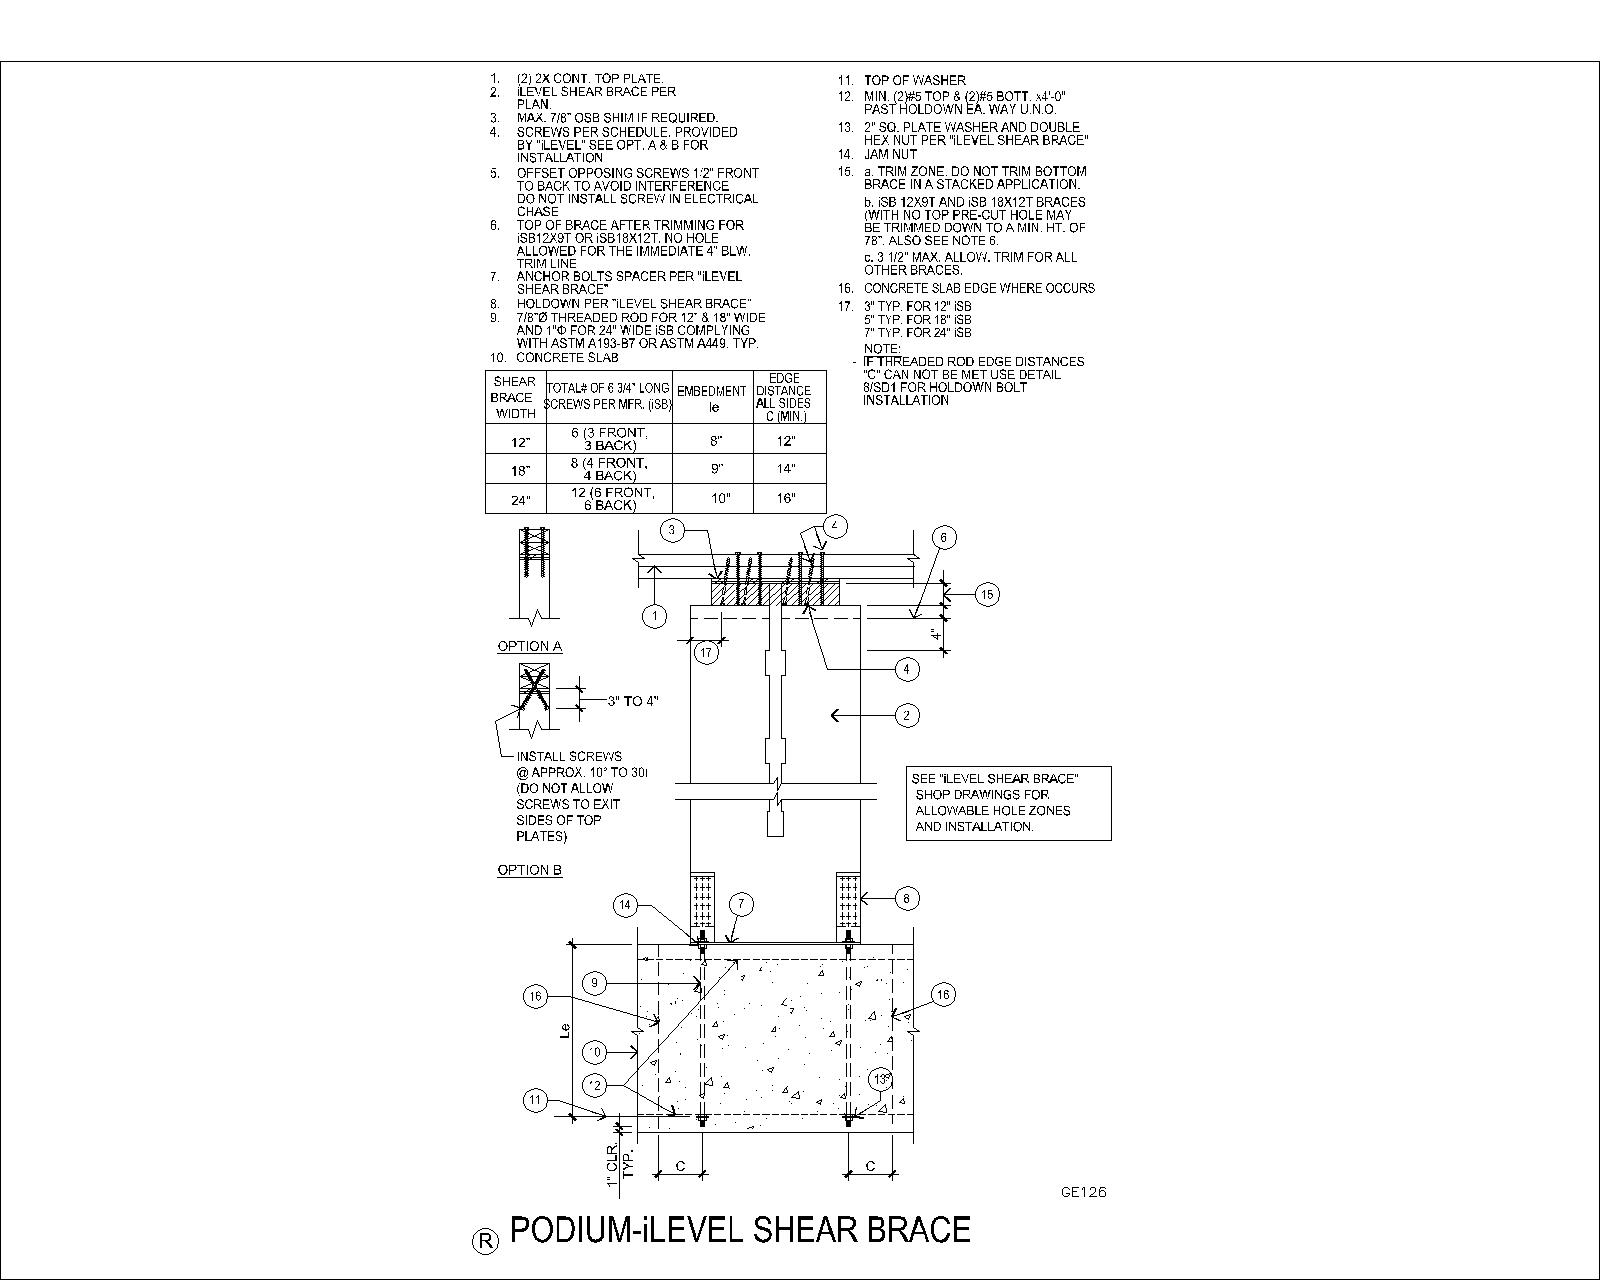 1. (2) 2X CONT. TOP PLATE.
2. iLEVEL SHEAR BRACE PER
PLAN.
3. MAX. 7/8" OSB SHIM IF REQUIRED.
4. SCREWS PER SCHEDULE. PROVIDED
BY "iLEVEL" SEE OPT. A & B FOR
INSTALLATION
5. OFFSET OPPOSING SCREWS 1/2" FRONT
TO BACK TO AVOID INTERFERENCE
DO NOT INSTALL SCREW IN ELECTRICAL
CHASE
6. TOP OF BRACE AFTER TRIMMING FOR
iSB12X9T OR iSB18X12T. NO HOLE
ALLOWED FOR THE IMMEDIATE 4" BLW.
TRIM LINE
7. ANCHOR BOLTS SPACER PER "iLEVEL
SHEAR BRACE"
8. HOLDOWN PER "iLEVEL SHEAR BRACE"
9. 7/8"Ø THREADED ROD FOR 12" & 18" WIDE
AND 1"Φ FOR 24" WIDE iSB COMPLYING
WITH ASTM A193-B7 OR ASTM A449. TYP.
10. CONCRETE SLAB
11. TOP OF WASHER
12. MIN. (2)#5 TOP & (2)#5 BOTT. x4'-0"
PAST HOLDOWN EA. WAY U.N.O.
13. 2" SQ. PLATE WASHER AND DOUBLE
HEX NUT PER "iLEVEL SHEAR BRACE"
14. JAM NUT
15. a. TRIM ZONE. DO NOT TRIM BOTTOM
BRACE IN A STACKED APPLICATION.
b. iSB 12X9T AND iSB 18X12T BRACES
(WITH NO TOP PRE-CUT HOLE MAY
BE TRIMMED DOWN TO A MIN. HT. OF
78". ALSO SEE NOTE 6.
c. 3 1/2" MAX. ALLOW. TRIM FOR ALL
OTHER BRACES.
16. CONCRETE SLAB EDGE WHERE OCCURS
17. 3" TYP. FOR 12" iSB
5" TYP. FOR 18" iSB
7" TYP. FOR 24" iSB
NOTE:
- IF THREADED ROD EDGE DISTANCES
"C" CAN NOT BE MET USE DETAIL
8/SD1 FOR HOLDOWN BOLT
INSTALLATION
SHEAR BRACE WIDTH | TOTAL# OF 6 3/4" LONG SCREWS PER MFR. (iSB) | EMBEDMENT le | EDGE DISTANCE ALL SIDES C (MIN.)
12" | 6 (3 FRONT, 3 BACK) | 8" | 12"
18" | 8 (4 FRONT, 4 BACK) | 9" | 14"
24" | 12 (6 FRONT, 6 BACK) | 10" | 16"
3
4
6
15
1
17
4"
4
2
OPTION A
3" TO 4"
INSTALL SCREWS
@ APPROX. 10° TO 30
(DO NOT ALLOW
SCREWS TO EXIT
SIDES OF TOP
PLATES)
OPTION B
SEE "iLEVEL SHEAR BRACE"
SHOP DRAWINGS FOR
ALLOWABLE HOLE ZONES
AND INSTALLATION.
14
7
8
9
16
16
Le
10
12
13
11
1" CLR.
TYP.
C
C
GE126
R PODIUM-iLEVEL SHEAR BRACE